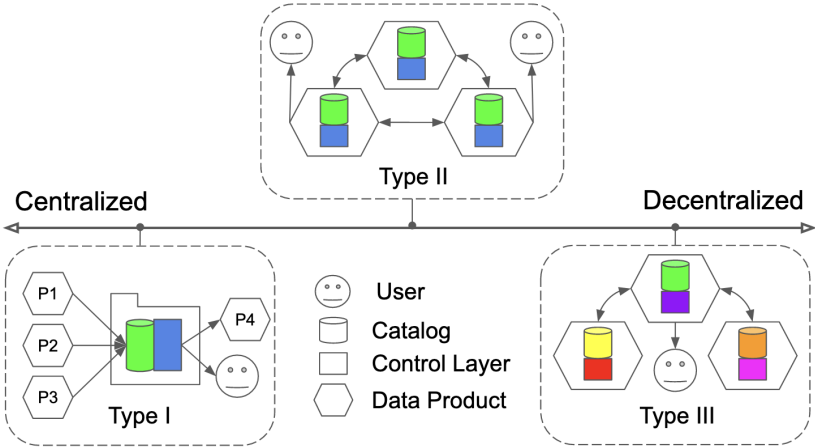 Type II
Centralized
Decentralized
P1
P2
P3
P4
Type I
User
Catalog
Control Layer
Data Product
Type III